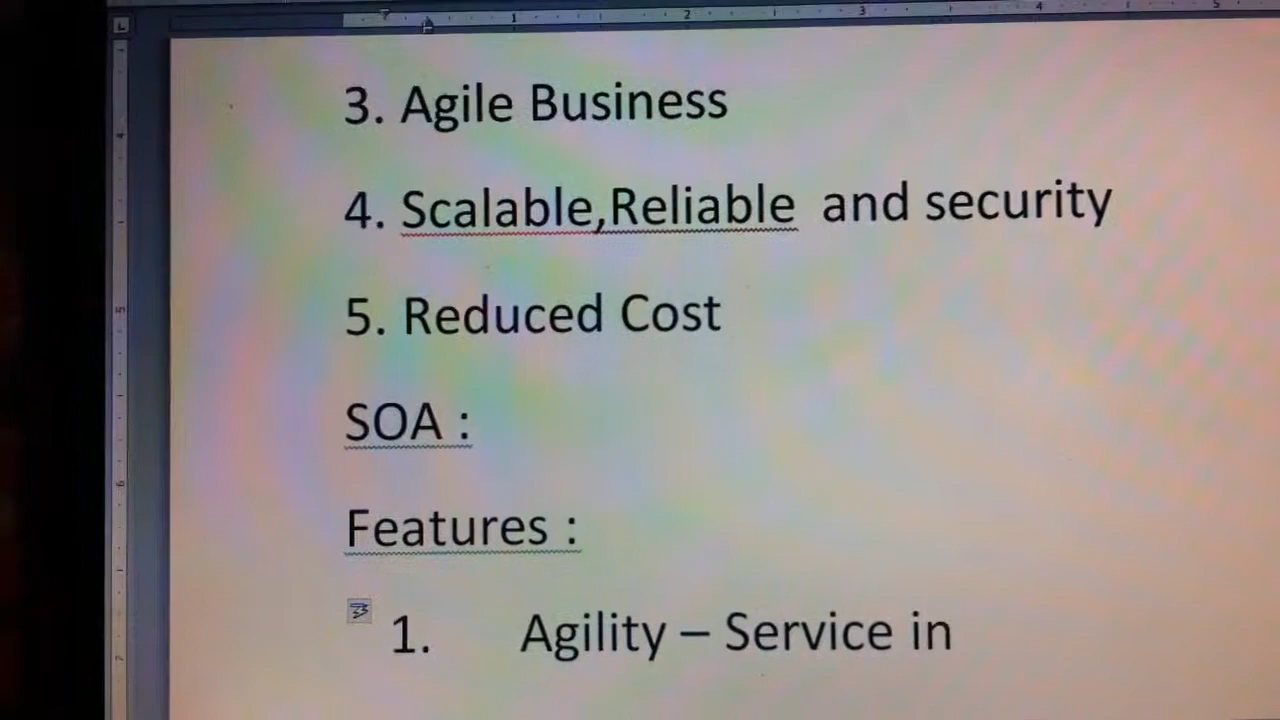 3. Agile Business
4. Scalable,Reliable and security
5. Reduced Cost
SOA :
Features :
1. Agility – Service in